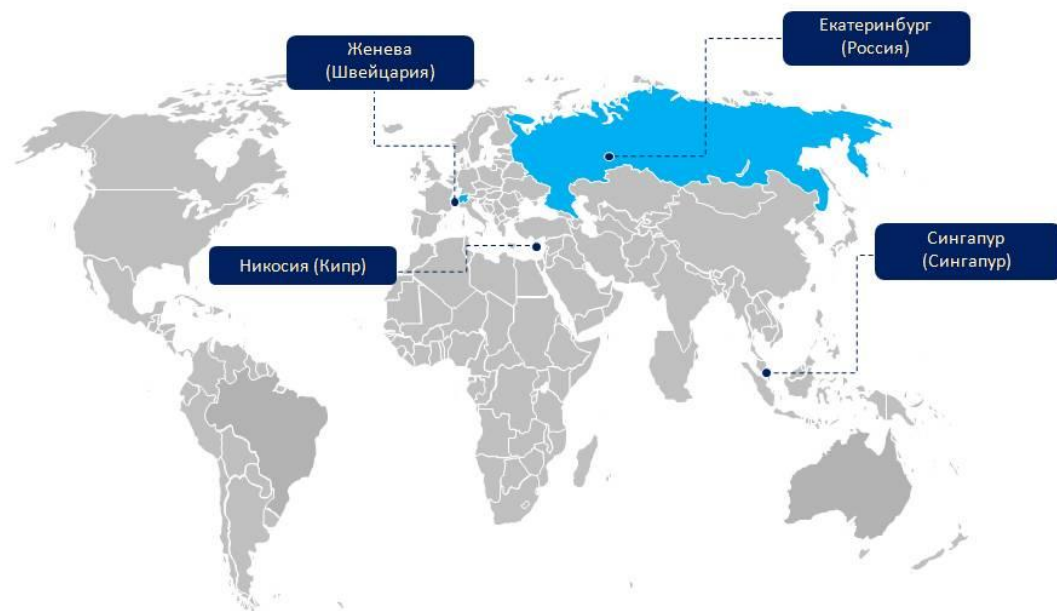 Екатеринбург
(Россия)
Женева
(Швейцария)
Сингапур
(Сингапур)
Никосия (Кипр)